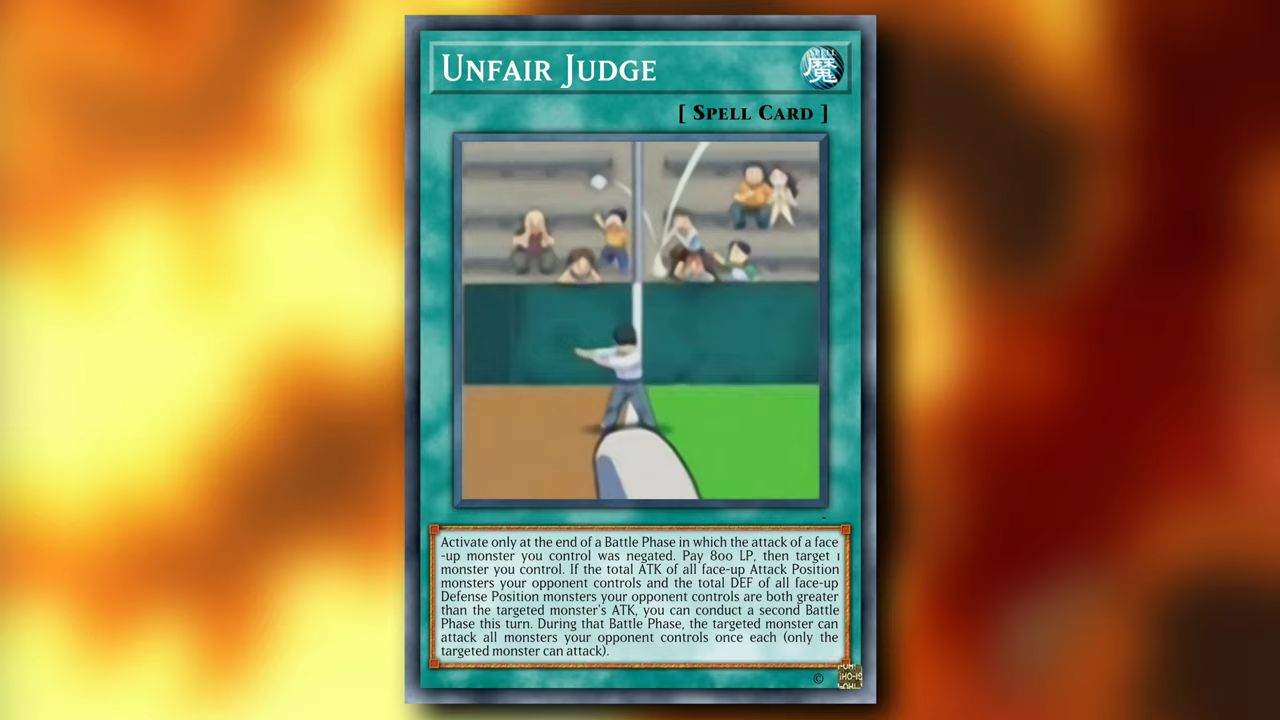 UNFAIR JUDGE
魔
[ SPELL CARD ]
-
Activate only at the end of a Battle Phase in which the attack of a face
-up monster you control was negated. Pay 800 LP, then target 1
monster you control. If the total ATK of all face-up Attack Position
monsters your opponent controls and the total DEF of all face-up
Defense Position monsters your opponent controls are both greater
than the targeted monster's ATK, you can conduct a second Battle
Phase this turn. During that Battle Phase, the targeted monster can
attack all monsters your opponent controls once each (only the
targeted monster can attack).
©